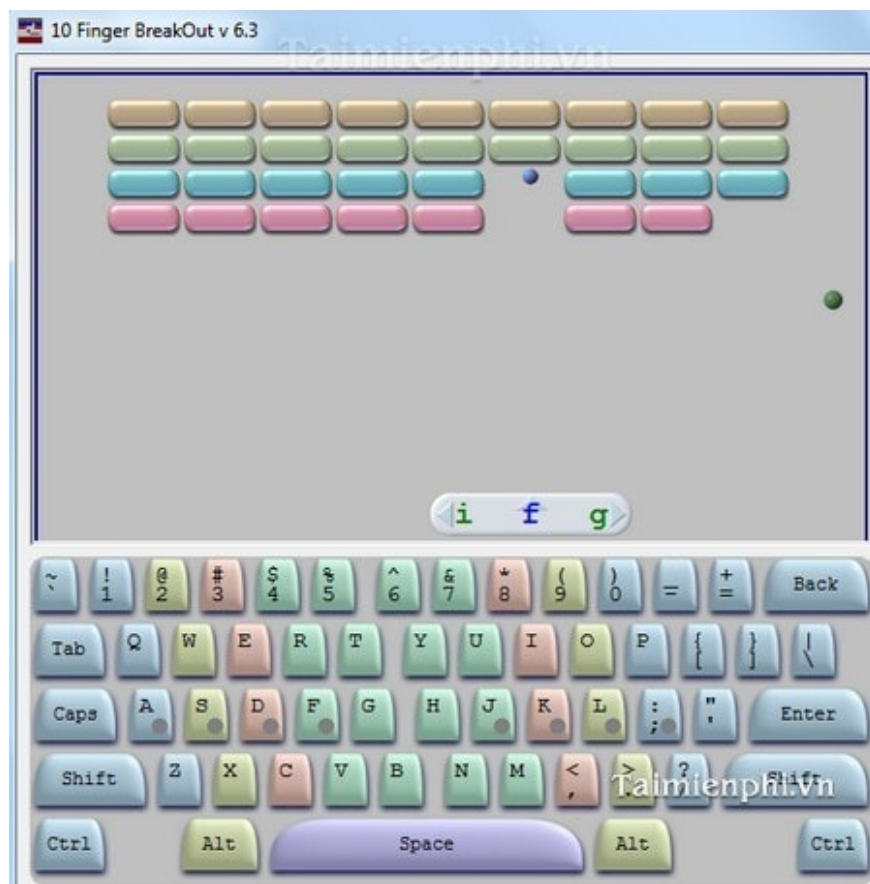 10 Finger BreakOut v 6.3
Taimienphi.vn
i f g
~ ` ! 1 @ 2 # 3 $ 4 % 5 ^ 6 & 7 * 8 ( 9 ) 0 = + = Back
Tab Q W E R T Y U I O P { [ } ] | \
Caps A S D F G H J K L : ; " ' Enter
Shift Z X C V B N M < , > ? Shift
Taimienphi.vn
Ctrl Alt Space Alt Ctrl